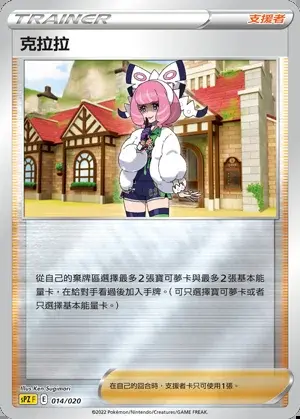 TRAINER 支援者
克拉拉
從自己的棄牌區選擇最多2張寶可夢卡與最多2張基本能
量卡,在給對手看過後加入手牌。(可只選擇寶可夢卡或者
只選擇基本能量卡。)
Illus. Ken Sugimori
sPZ F E 014/020
在自己的回合時,支援者卡只可使用1張。
©2022 Pokémon/Nintendo/Creatures/GAME FREAK.